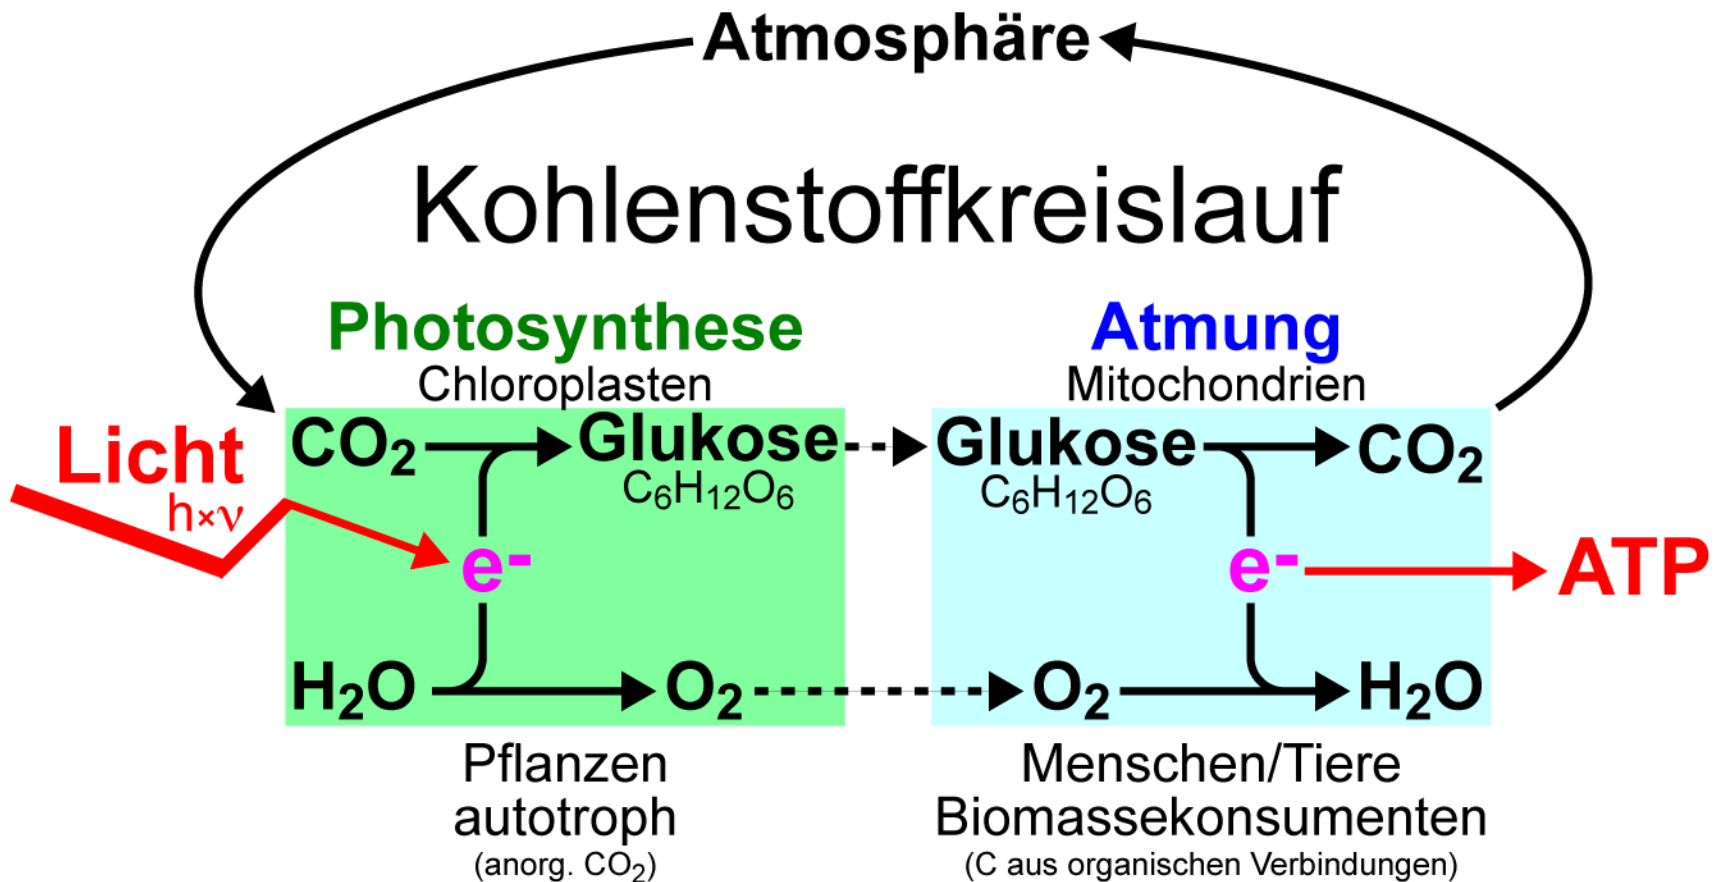 Atmosphäre
Kohlenstoffkreislauf
Photosynthese
Chloroplasten
Atmung
Mitochondrien
Licht
h×ν
CO₂
Glukose
C₆H₁₂O₆
Glukose
C₆H₁₂O₆
CO₂
e⁻
e⁻
ATP
H₂O
O₂
O₂
H₂O
Pflanzen
autotroph
(anorg. CO₂)
Menschen/Tiere
Biomassekonsumenten
(C aus organischen Verbindungen)